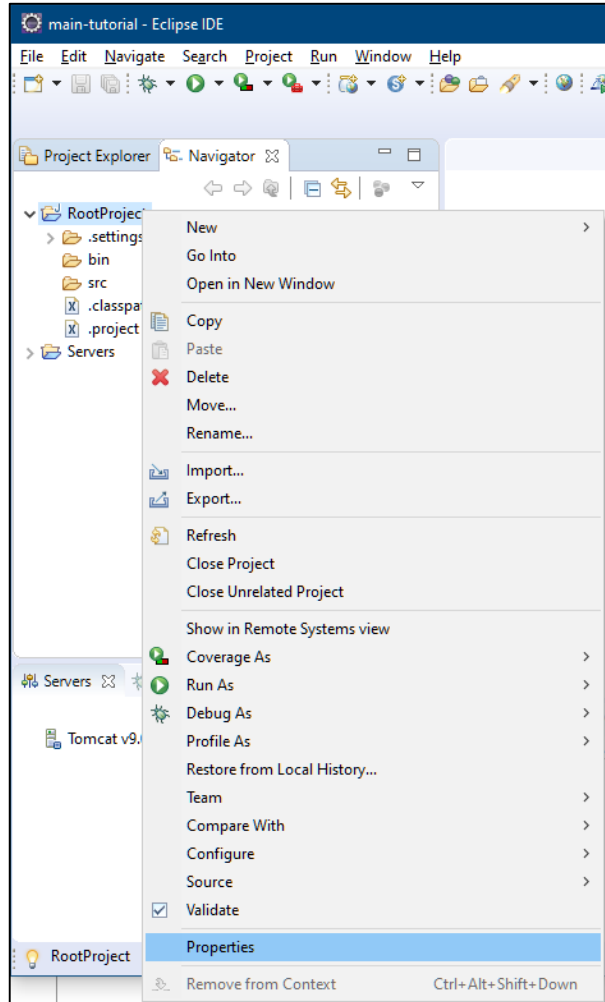 main-tutorial - Eclipse IDE
File Edit Navigate Search Project Run Window Help
Project Explorer Navigator
RootProject
.settings
bin
src
.classpa
.project
Servers
New
Go Into
Open in New Window
Copy
Paste
Delete
Move...
Rename...
Import...
Export...
Refresh
Close Project
Close Unrelated Project
Show in Remote Systems view
Coverage As
Run As
Debug As
Profile As
Restore from Local History...
Team
Compare With
Configure
Source
Validate
Properties
Remove from Context Ctrl+Alt+Shift+Down
Servers
Tomcat v9.
RootProject